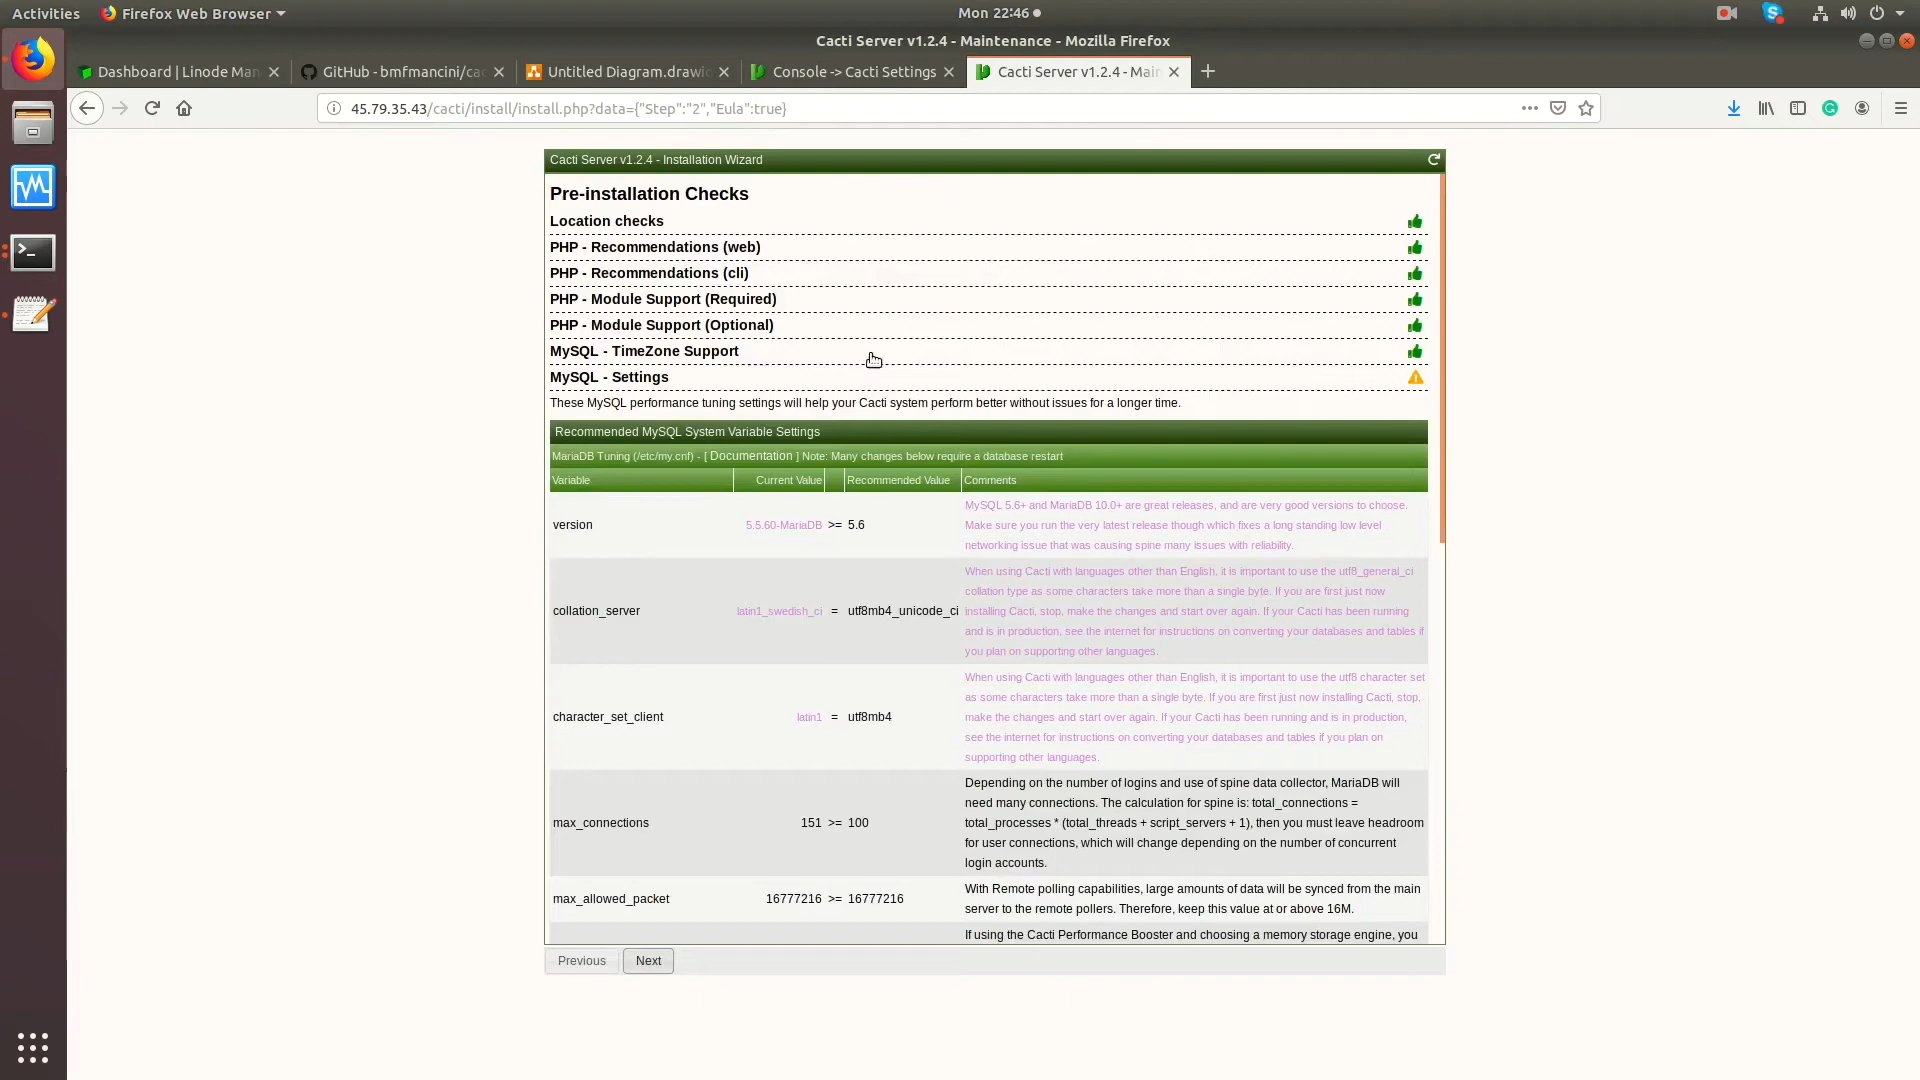 Activities
Firefox Web Browser
Mon 22:46
Cacti Server v1.2.4 - Maintenance - Mozilla Firefox
Dashboard | Linode Man
GitHub - bmfmancini/cac
Untitled Diagram.drawio
Console -> Cacti Settings
Cacti Server v1.2.4 - Main
45.79.35.43/cacti/install/install.php?data={"Step":"2","Eula":true}
Cacti Server v1.2.4 - Installation Wizard
Pre-installation Checks
Location checks
PHP - Recommendations (web)
PHP - Recommendations (cli)
PHP - Module Support (Required)
PHP - Module Support (Optional)
MySQL - TimeZone Support
MySQL - Settings
These MySQL performance tuning settings will help your Cacti system perform better without issues for a longer time.
Recommended MySQL System Variable Settings
MariaDB Tuning (/etc/my.cnf) - [ Documentation ] Note: Many changes below require a database restart
Variable Current Value Recommended Value Comments
version 5.5.60-MariaDB >= 5.6
MySQL 5.6+ and MariaDB 10.0+ are great releases, and are very good versions to choose.
Make sure you run the very latest release though which fixes a long standing low level
networking issue that was causing spine many issues with reliability.
collation_server latin1_swedish_ci = utf8mb4_unicode_ci
When using Cacti with languages other than English, it is important to use the utf8_general_ci
collation type as some characters take more than a single byte. If you are first just now
installing Cacti, stop, make the changes and start over again. If your Cacti has been running
and is in production, see the internet for instructions on converting your databases and tables if
you plan on supporting other languages.
character_set_client latin1 = utf8mb4
When using Cacti with languages other than English, it is important to use the utf8 character set
as some characters take more than a single byte. If you are first just now installing Cacti, stop,
make the changes and start over again. If your Cacti has been running and is in production,
see the internet for instructions on converting your databases and tables if you plan on
supporting other languages.
max_connections 151 >= 100
Depending on the number of logins and use of spine data collector, MariaDB will
need many connections. The calculation for spine is: total_connections =
total_processes * (total_threads + script_servers + 1), then you must leave headroom
for user connections, which will change depending on the number of concurrent
login accounts.
max_allowed_packet 16777216 >= 16777216
With Remote polling capabilities, large amounts of data will be synced from the main
server to the remote pollers. Therefore, keep this value at or above 16M.
If using the Cacti Performance Booster and choosing a memory storage engine, you
Previous
Next